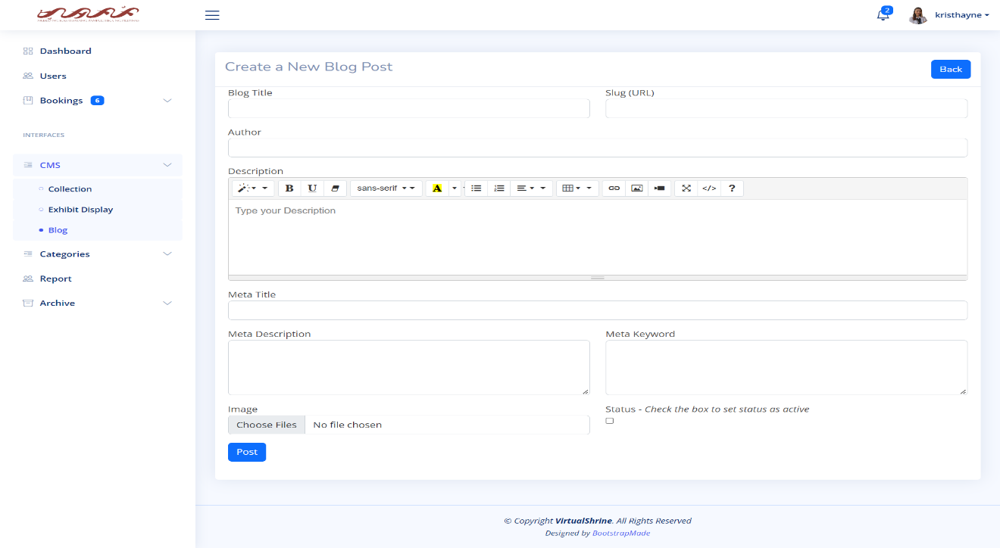 2
kristhayne
Dashboard
Users
Bookings 6
INTERFACES
CMS
Collection
Exhibit Display
Blog
Categories
Report
Archive
Create a New Blog Post
Back
Blog Title
Slug (URL)
Author
Description
B U sans-serif A </> ?
Type your Description
Meta Title
Meta Description
Meta Keyword
Image
Choose Files No file chosen
Status - Check the box to set status as active
Post
© Copyright VirtualShrine. All Rights Reserved
Designed by BootstrapMade